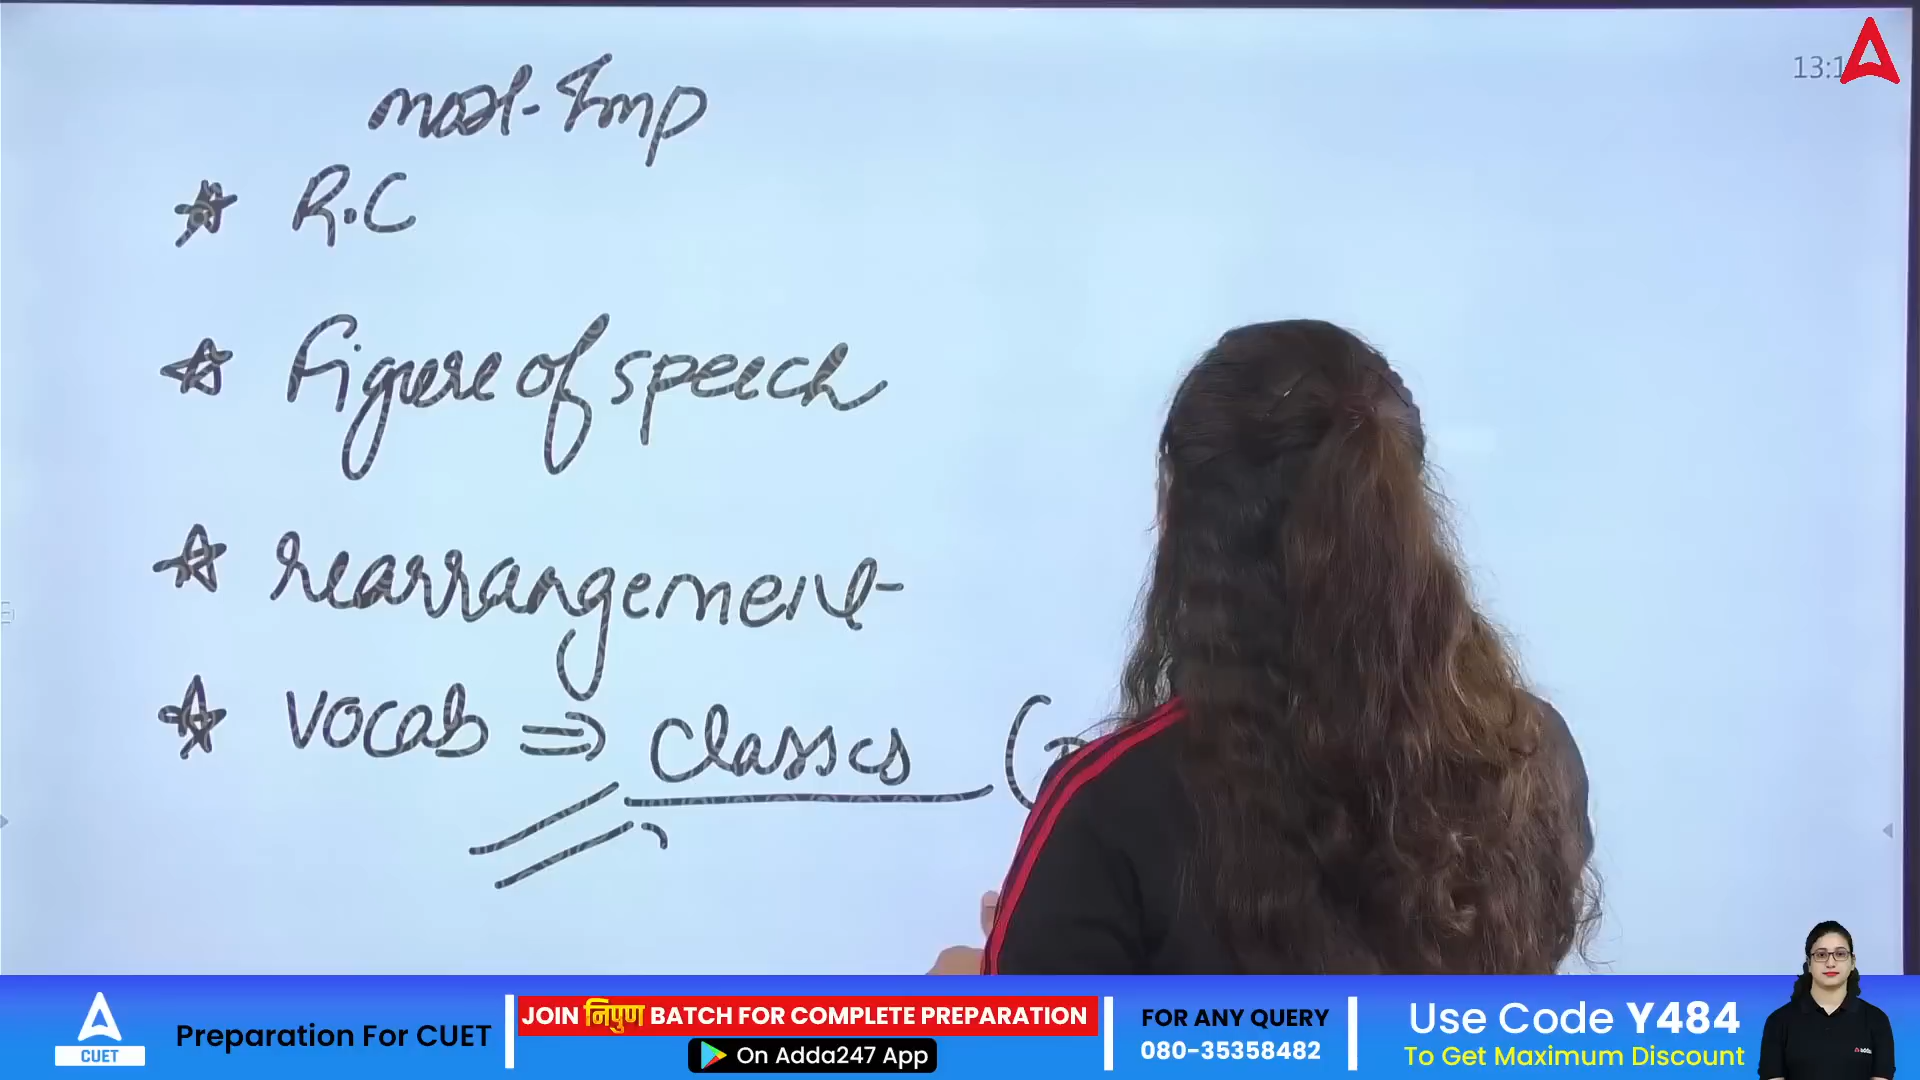 13:1
most-Imp
R.C
Figure of speech
rearrangement
vocab ⇒ classes (
CUET
Preparation For CUET
JOIN निपुण BATCH FOR COMPLETE PREPARATION
On Adda247 App
FOR ANY QUERY
080-35358482
Use Code Y484
To Get Maximum Discount